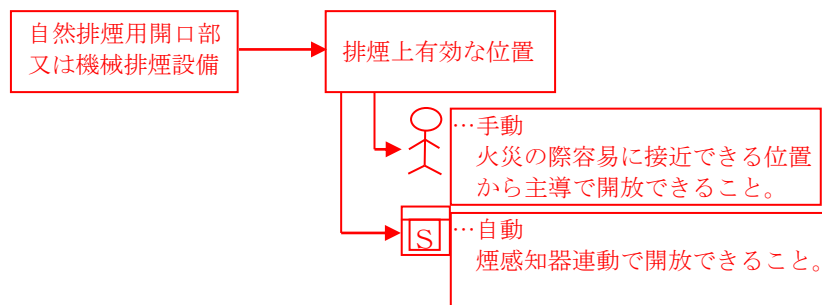 自然排煙用開口部
又は機械排煙設備
排煙上有効な位置
…手動
火災の際容易に接近できる位置
から主導で開放できること。
S
…自動
煙感知器連動で開放できること。